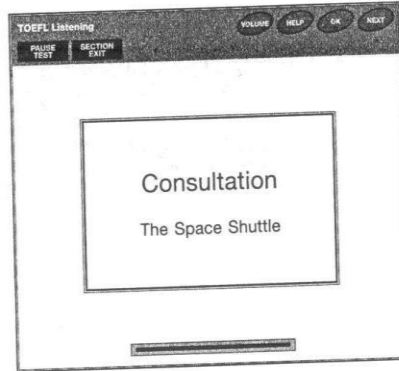 TOEFL Listening
VOLUME HELP OK NEXT
PAUSE TEST
SECTION EXIT
Consultation
The Space Shuttle